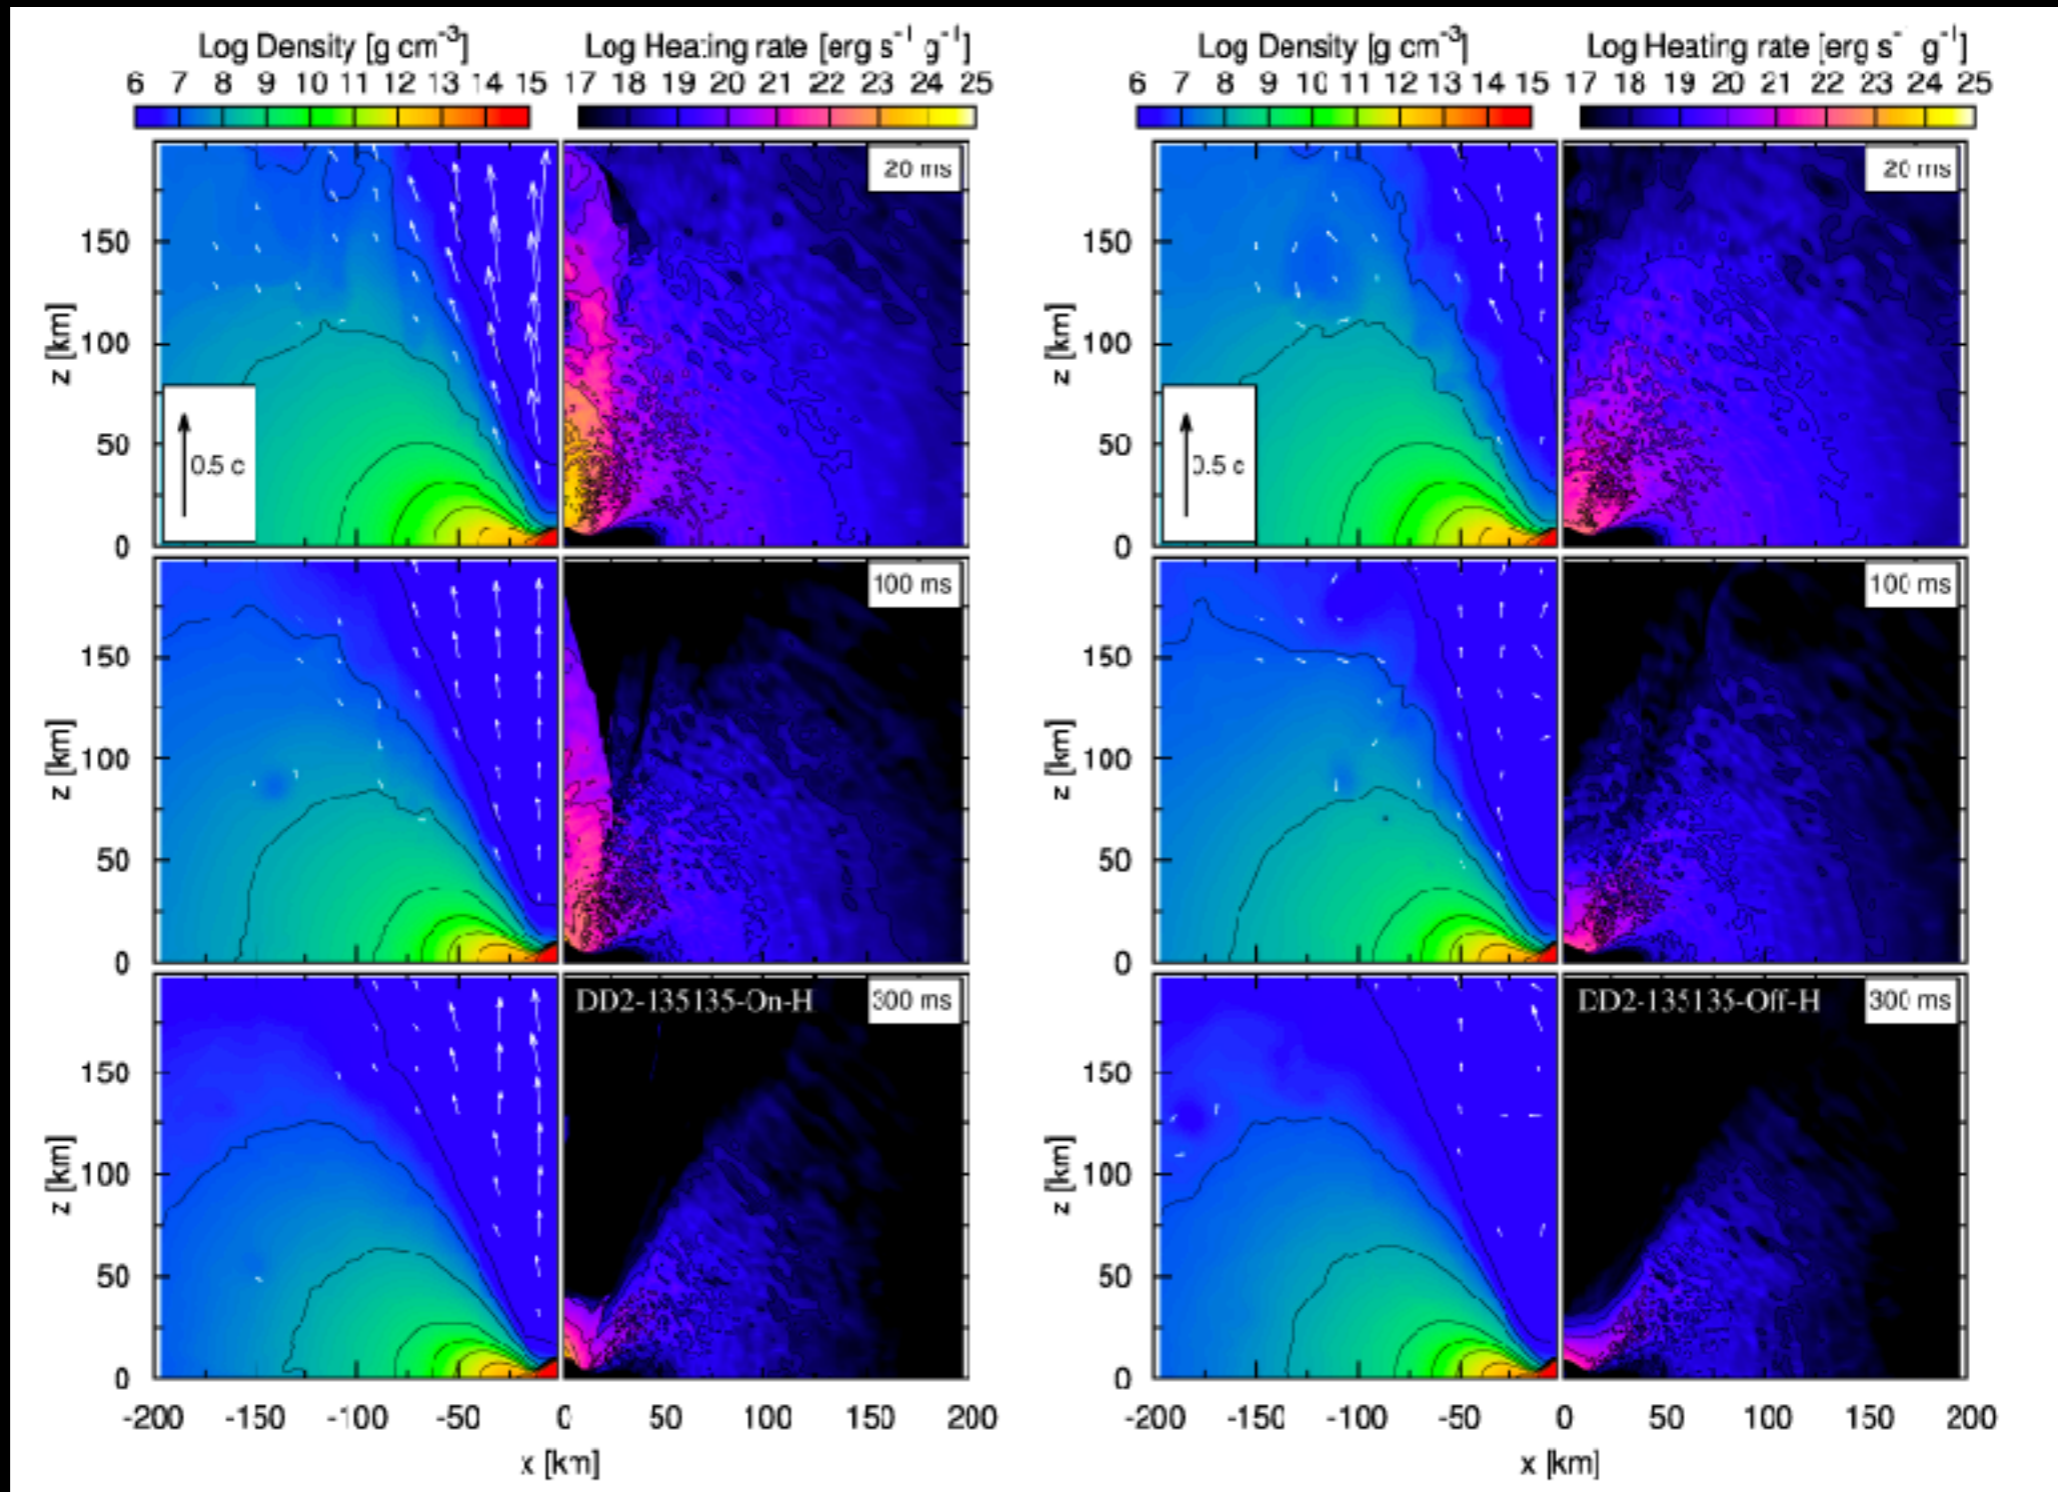 Log Density [g cm-3] Log Heating rate [erg s-1 g-1]
6 7 8 9 10 11 12 13 14 15 17 18 19 20 21 22 23 24 25
20 ms
150
100
50
0
z [km]
0.5 c
100 ms
150
100
50
0
z [km]
DD2-135135-On-H 300 ms
150
100
50
0
z [km]
-200 -150 -100 -50 0 50 100 150 200
x [km]
Log Density [g cm-3] Log Heating rate [erg s- g-1]
6 7 8 9 10 11 12 13 14 15 17 18 19 20 21 22 23 24 25
20 ms
150
100
50
0
z [km]
0.5 c
100 ms
150
100
50
0
z [km]
DD2-135135-Off-H 300 ms
150
100
50
0
z [km]
-200 -150 -100 -50 0 50 100 150 200
x [km]